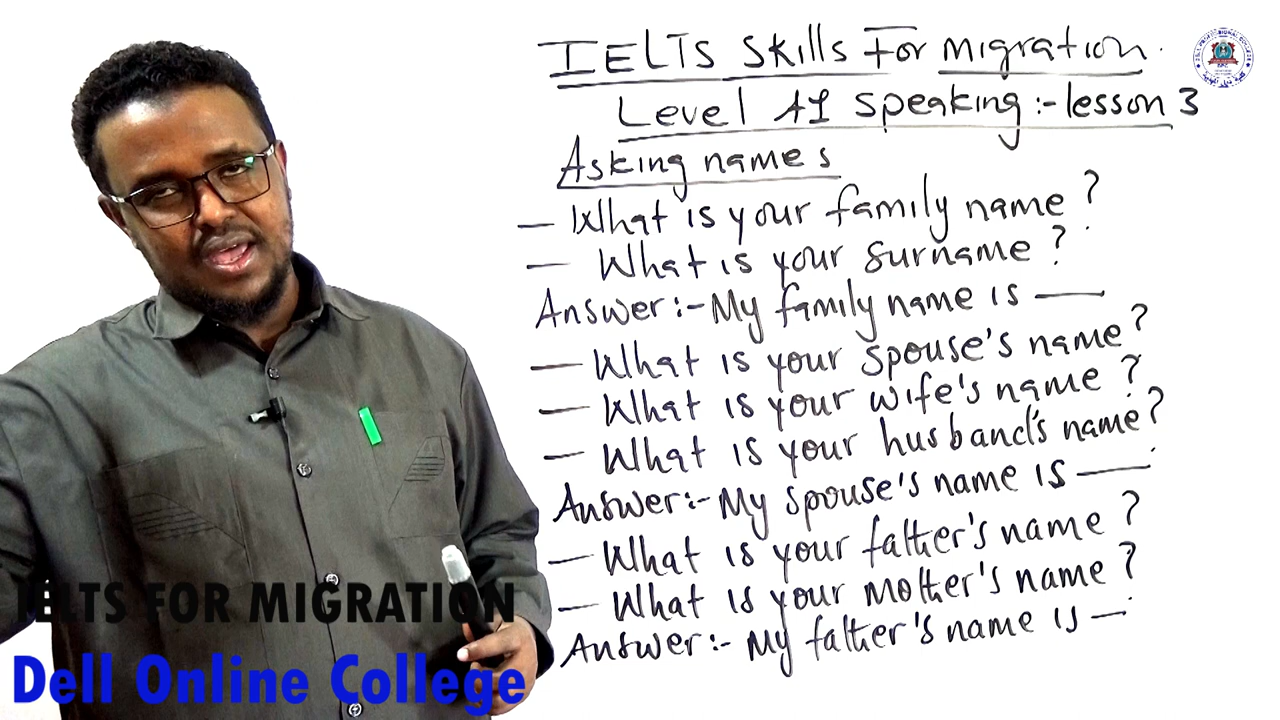 IELTS Skills For Migration.
Level A1 speaking:- lesson 3
Asking names
— What is your family name?
— What is your surname?
Answer:- My family name is ——
— What is your spouse's name?
— What is your wife's name?
— What is your husband's name?
Answer:- My spouse's name is ——.
— What is your father's name?
— What is your mother's name?
Answer:- My father's name is —.
IELTS FOR MIGRATION
Dell Online College